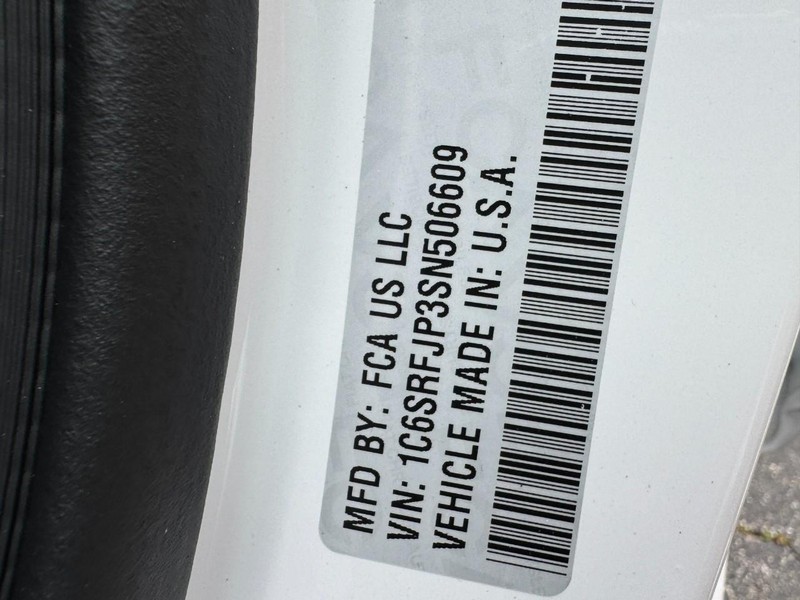 MFD BY: FCA US LLC
VIN: 1C6SRFJP3SN506609
VEHICLE MADE IN: U.S.A.